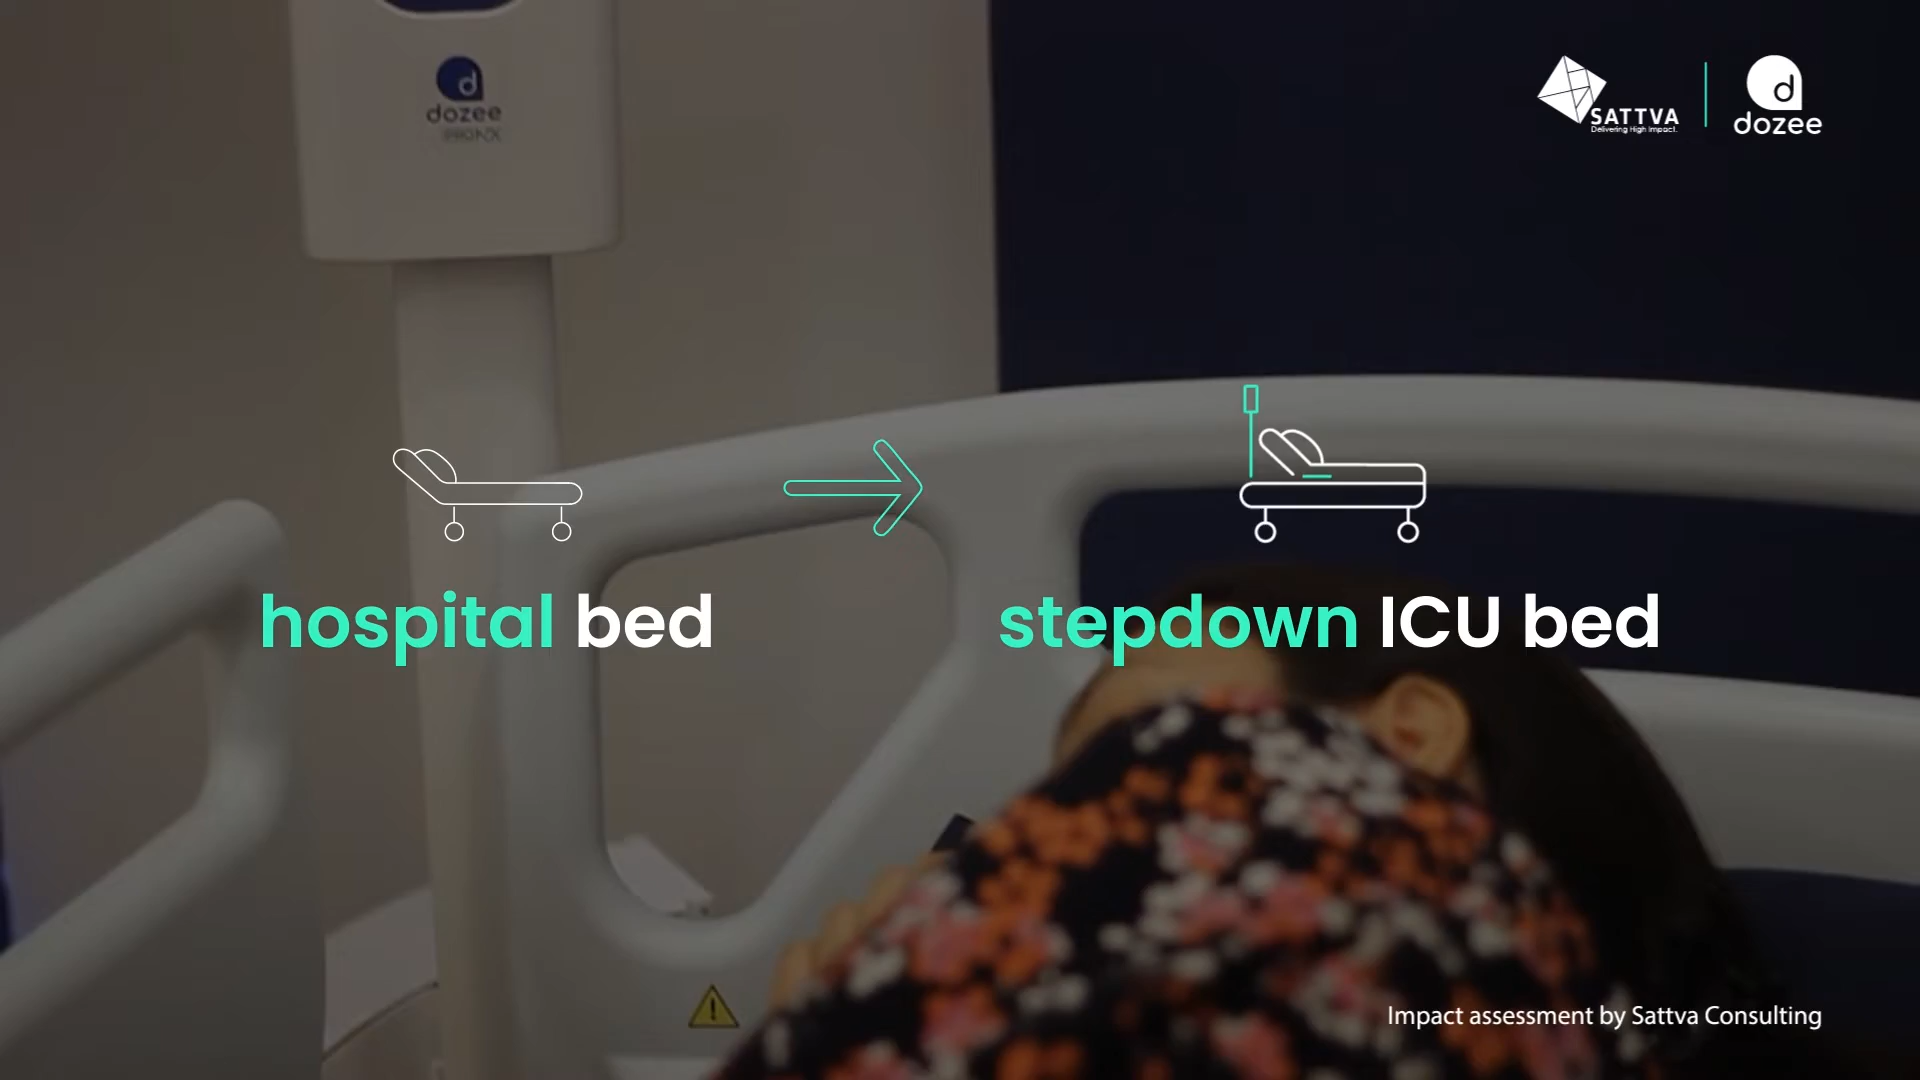 dozee
SATTVA
Delivering High Impact.
dozee
hospital bed
stepdown ICU bed
Impact assessment by Sattva Consulting